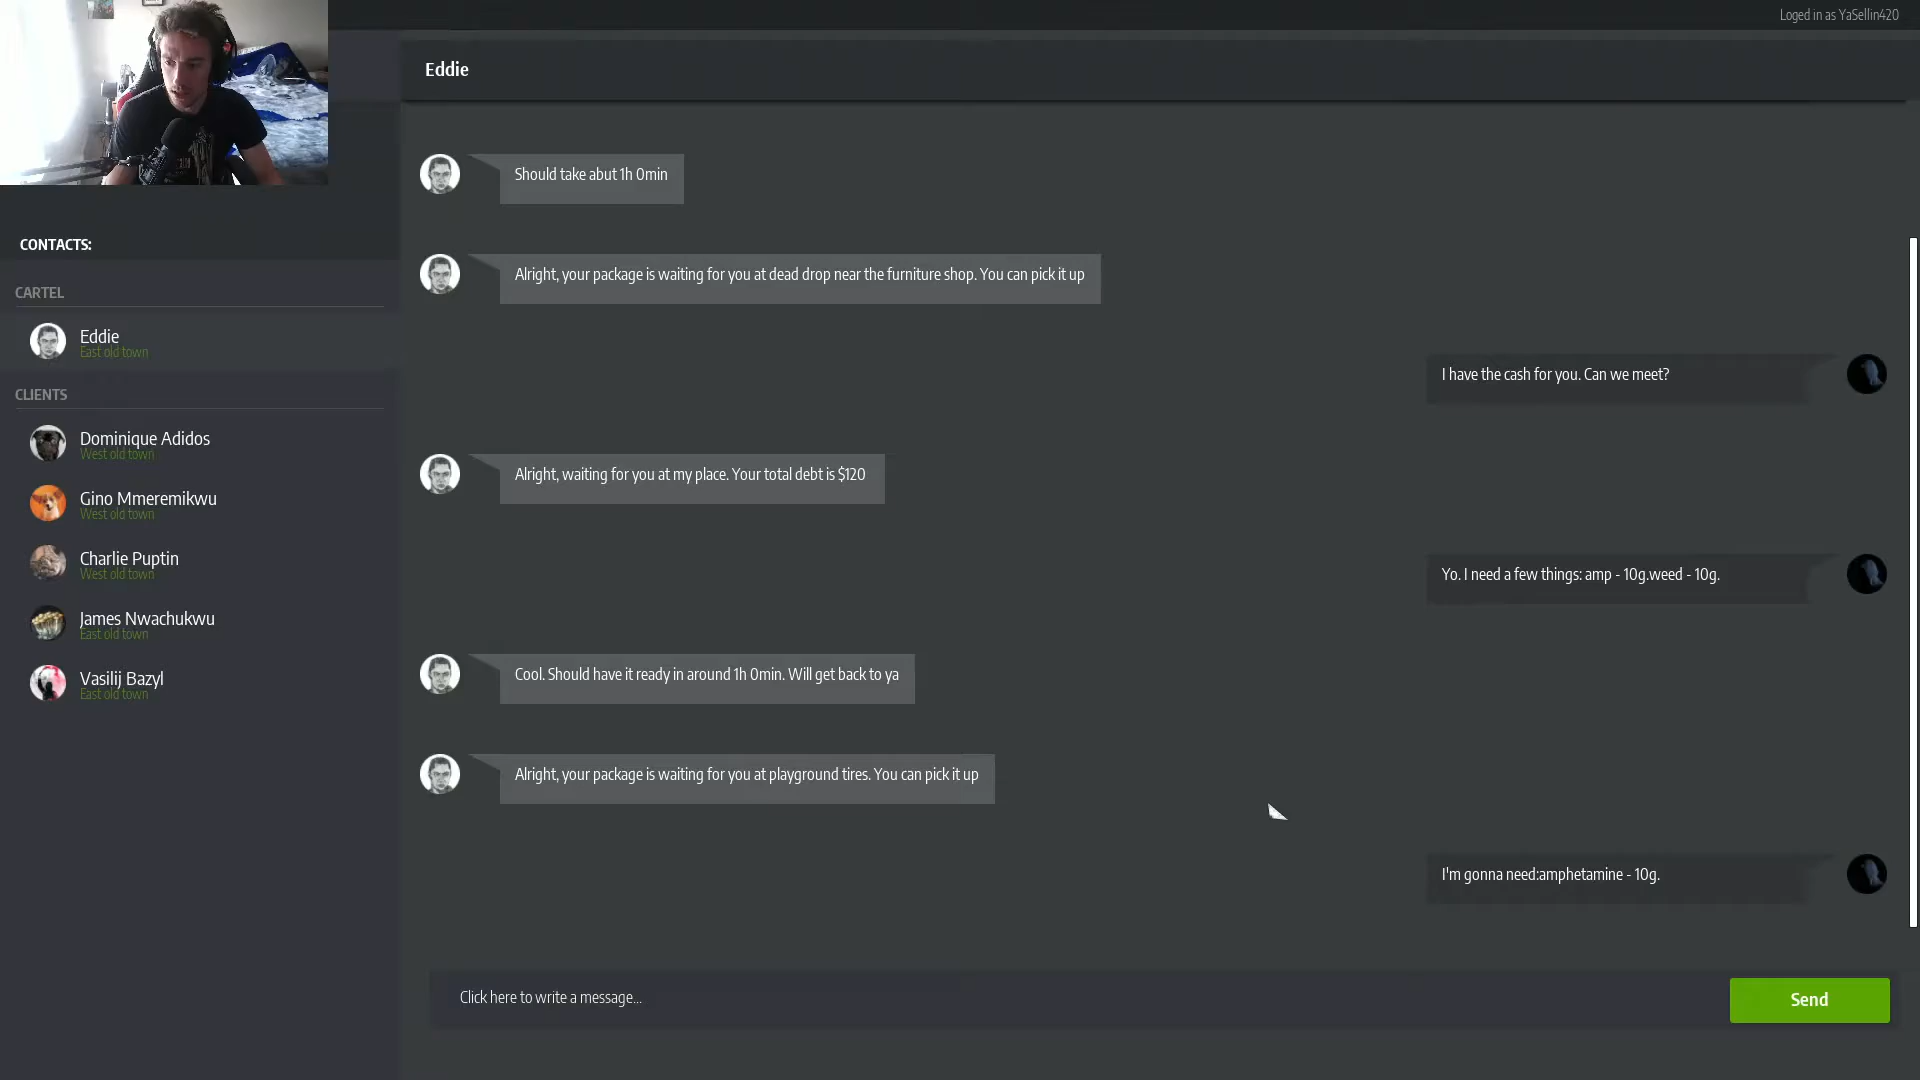 Loged in as YaSellin420
Eddie
Should take abut 1h 0min
Alright, your package is waiting for you at dead drop near the furniture shop. You can pick it up
I have the cash for you. Can we meet?
Alright, waiting for you at my place. Your total debt is $120
Yo. I need a few things: amp - 10g.weed - 10g.
Cool. Should have it ready in around 1h 0min. Will get back to ya
Alright, your package is waiting for you at playground tires. You can pick it up
I'm gonna need:amphetamine - 10g.
Click here to write a message...
Send
CONTACTS:
CARTEL
Eddie
East old town
CLIENTS
Dominique Adidos
West old town
Gino Mmeremikwu
West old town
Charlie Puptin
West old town
James Nwachukwu
East old town
Vasilij Bazyl
East old town